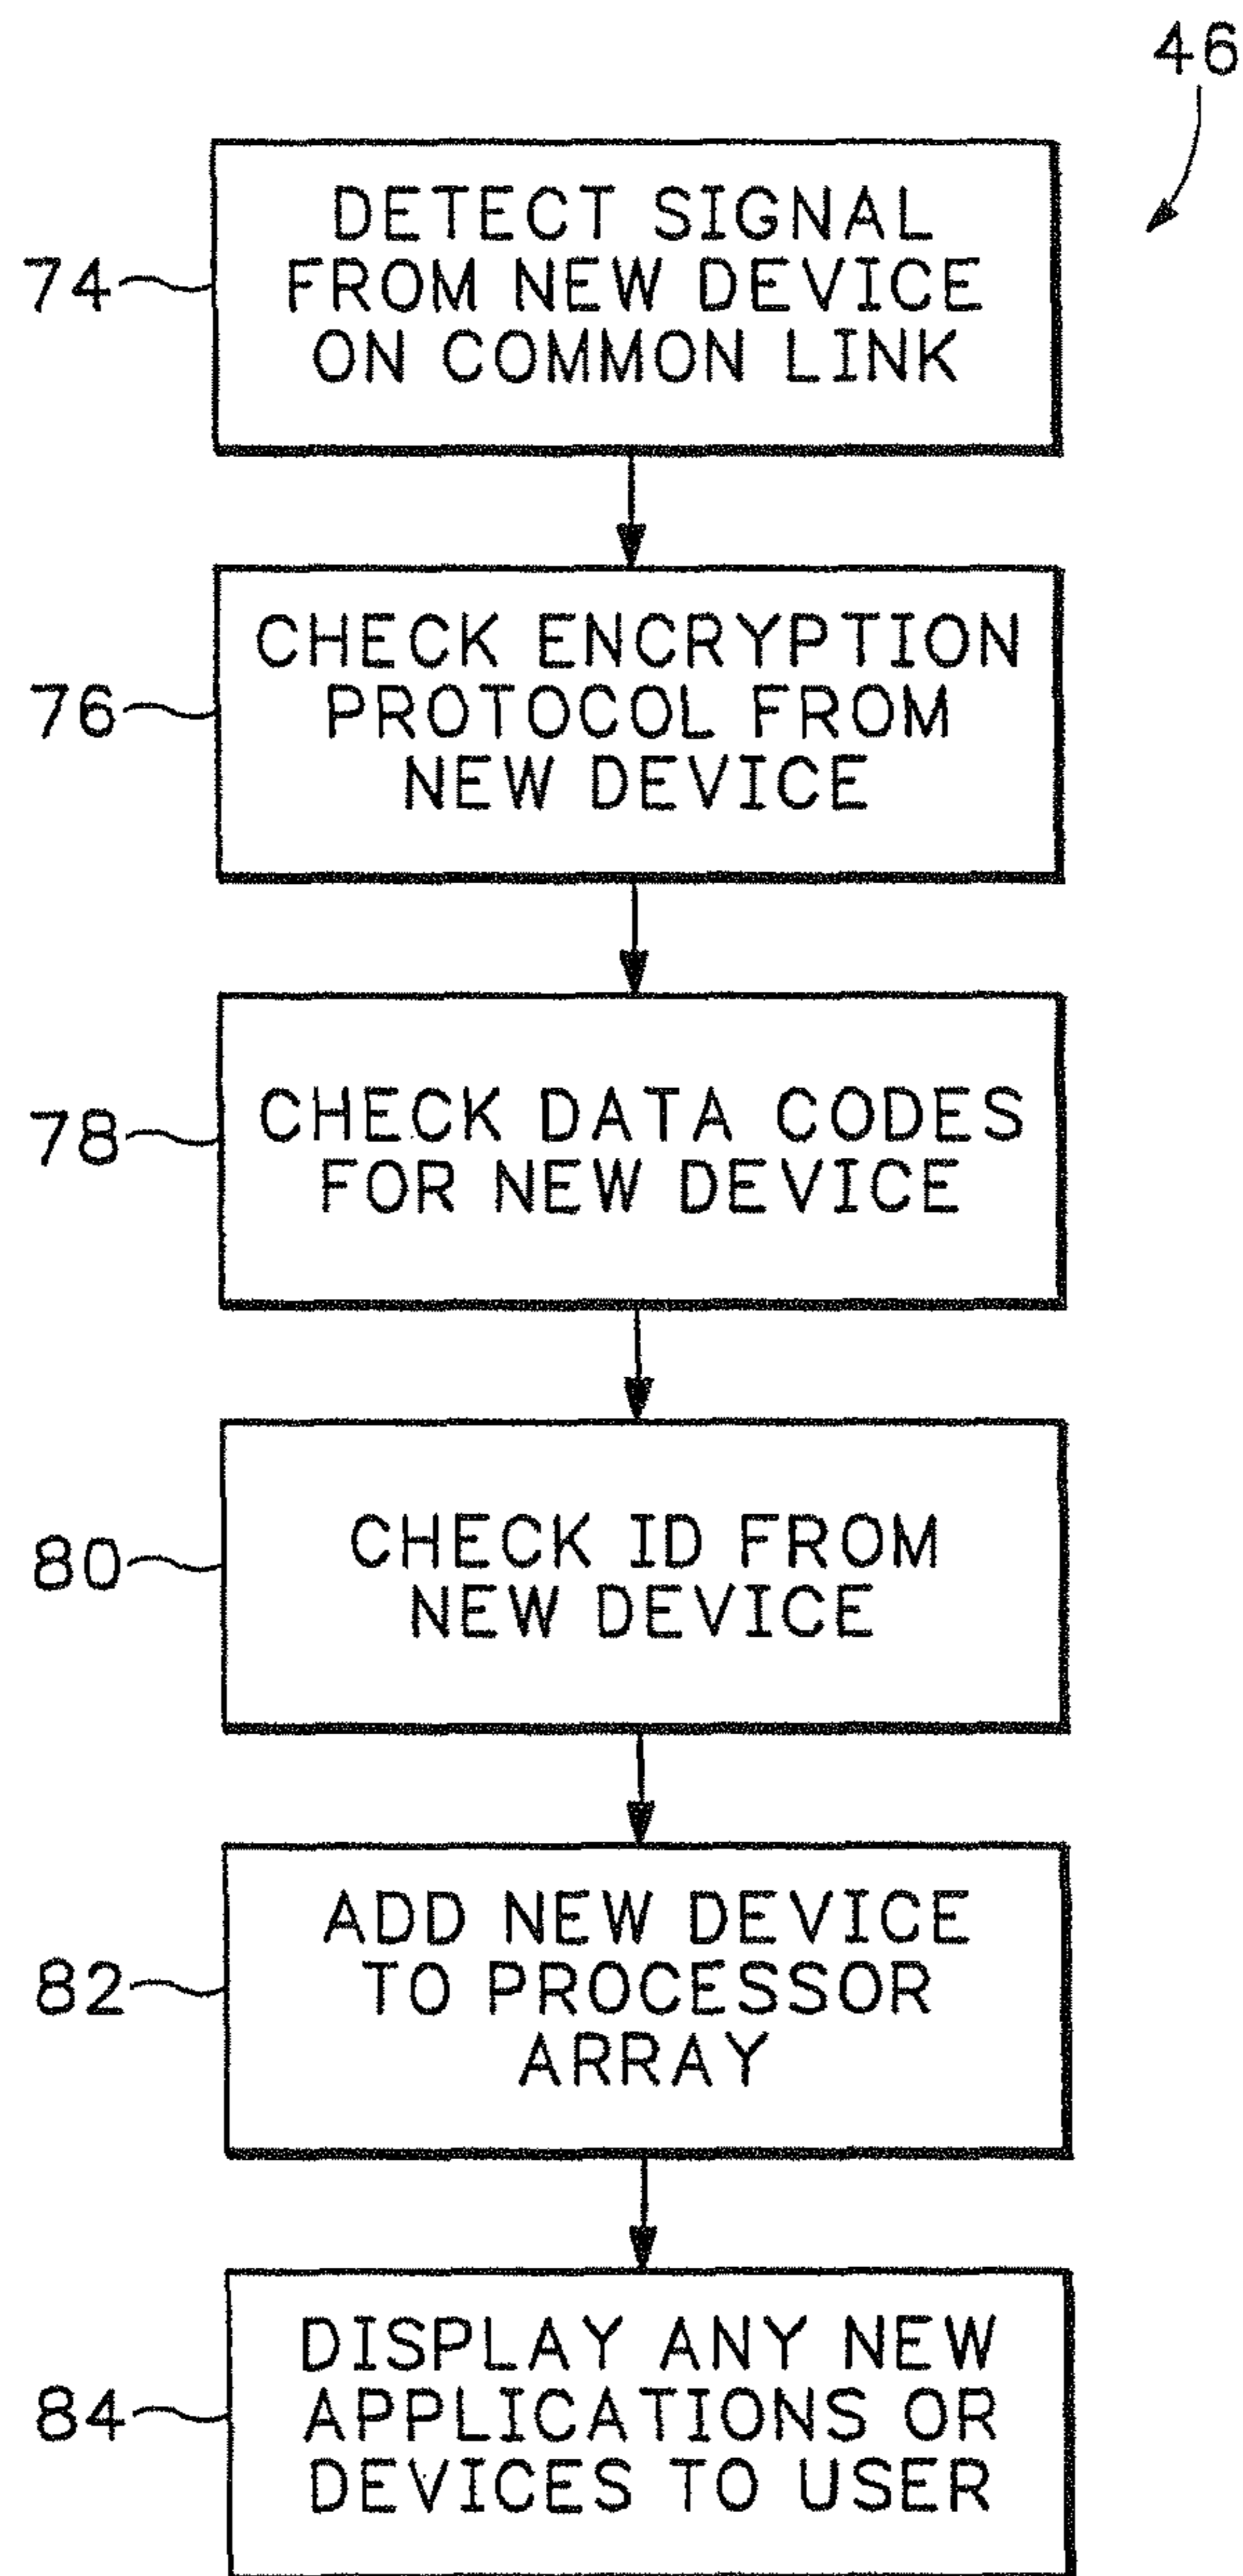 46
74
DETECT SIGNAL
FROM NEW DEVICE
ON COMMON LINK
76
CHECK ENCRYPTION
PROTOCOL FROM
NEW DEVICE
78
CHECK DATA CODES
FOR NEW DEVICE
80
CHECK ID FROM
NEW DEVICE
82
ADD NEW DEVICE
TO PROCESSOR
ARRAY
84
DISPLAY ANY NEW
APPLICATIONS OR
DEVICES TO USER